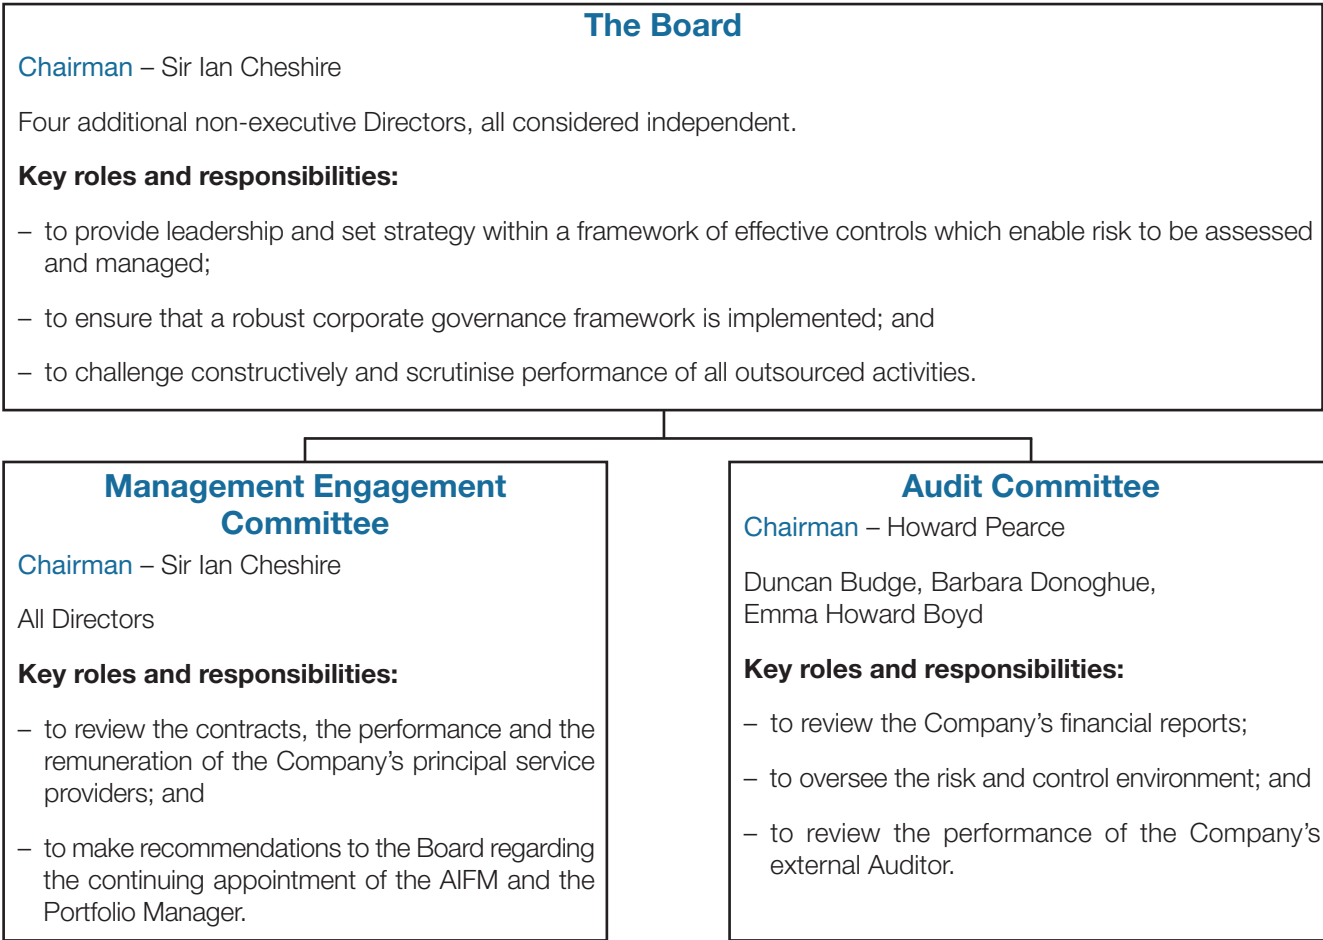 The Board
Chairman – Sir Ian Cheshire
Four additional non-executive Directors, all considered independent.
Key roles and responsibilities:
– to provide leadership and set strategy within a framework of effective controls which enable risk to be assessed
and managed;
– to ensure that a robust corporate governance framework is implemented; and
– to challenge constructively and scrutinise performance of all outsourced activities.
Management Engagement
Committee
Chairman – Sir Ian Cheshire
All Directors
Key roles and responsibilities:
– to review the contracts, the performance and the
remuneration of the Company’s principal service
providers; and
– to make recommendations to the Board regarding
the continuing appointment of the AIFM and the
Portfolio Manager.
Audit Committee
Chairman – Howard Pearce
Duncan Budge, Barbara Donoghue,
Emma Howard Boyd
Key roles and responsibilities:
– to review the Company’s financial reports;
– to oversee the risk and control environment; and
– to review the performance of the Company’s
external Auditor.